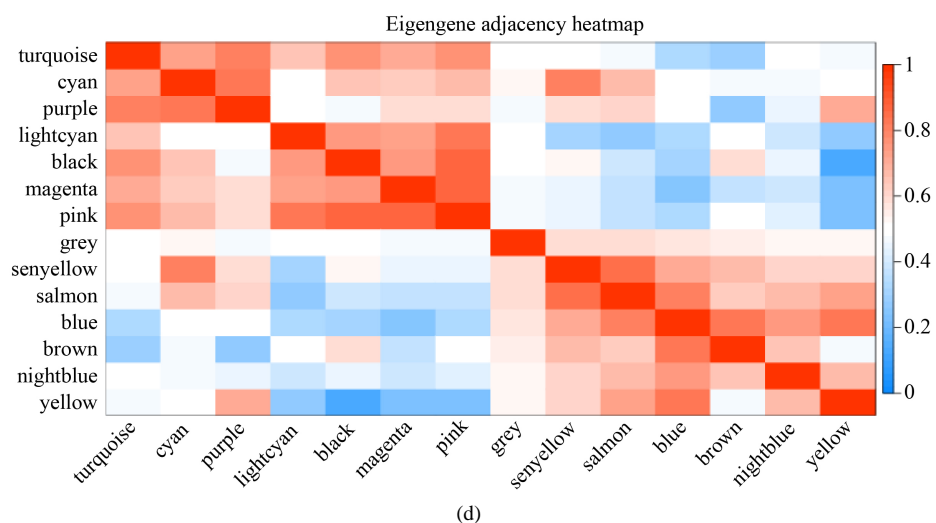 Eigengene adjacency heatmap
turquoise
cyan
purple
lightcyan
black
magenta
pink
grey
senyellow
salmon
blue
brown
nightblue
yellow
1
0.8
0.6
0.4
0.2
0
turquoise
cyan
purple
lightcyan
black
magenta
pink
grey
senyellow
salmon
blue
brown
nightblue
yellow
(d)